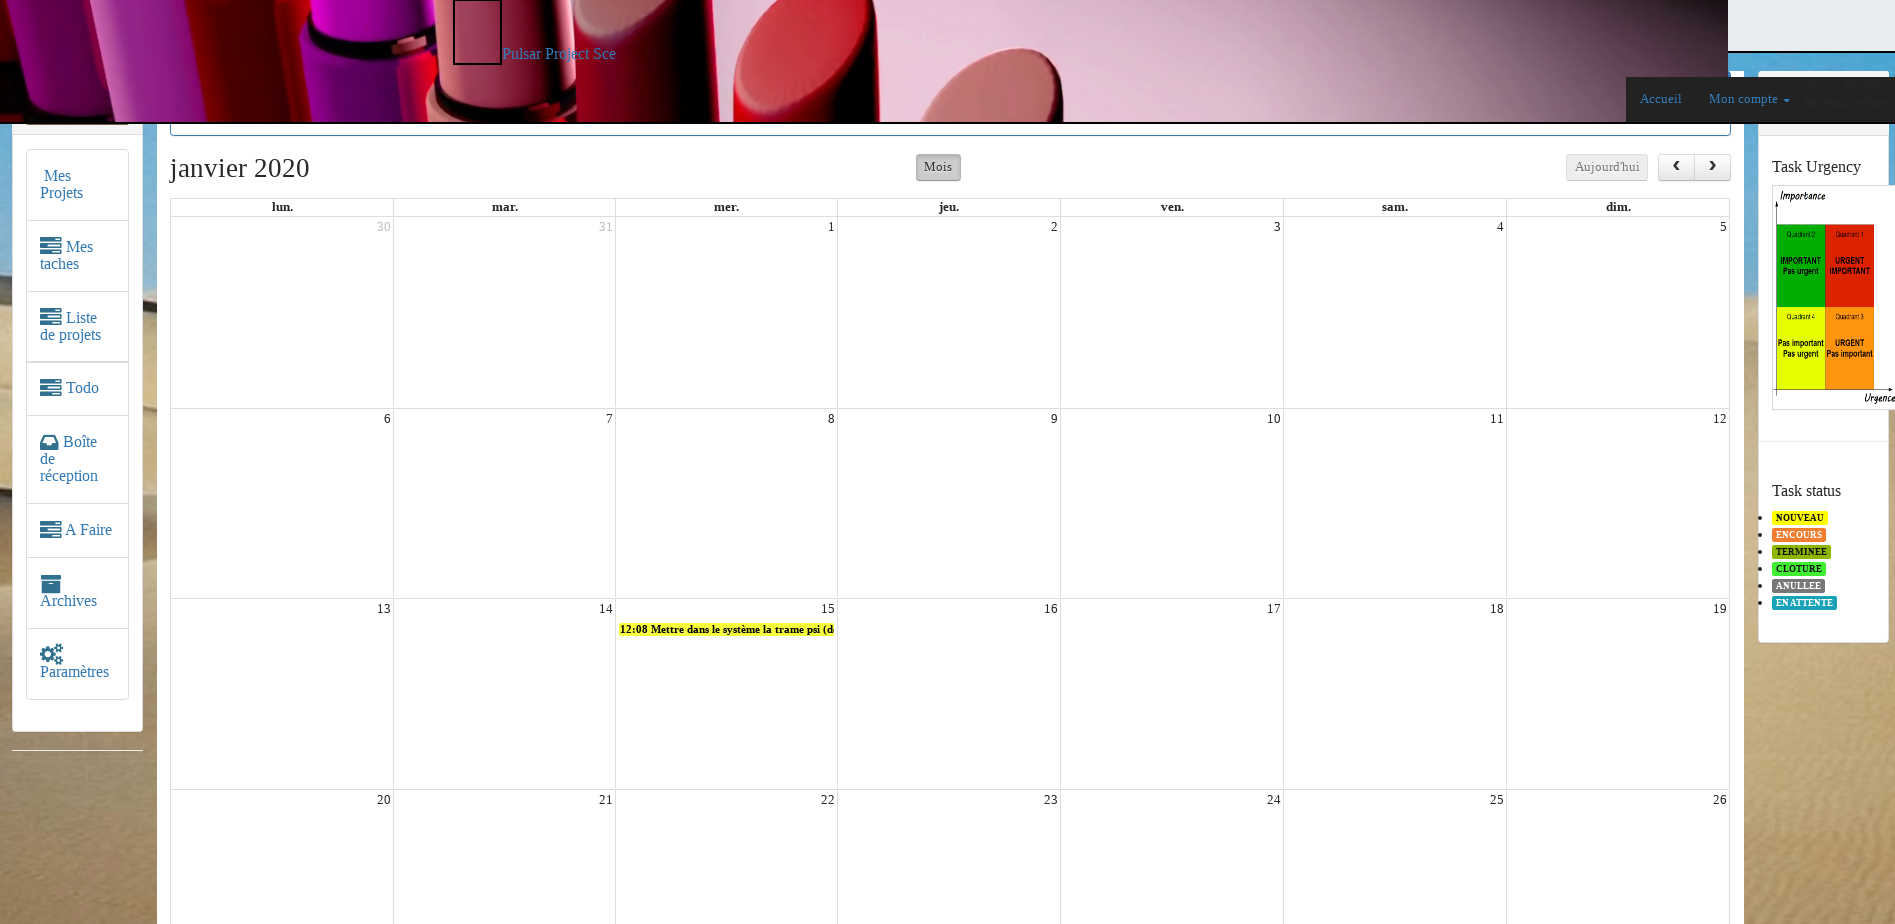 Pulsar Project Sce
Accueil
Mon compte
Mes
Projets
Mes
taches
Liste
de projets
Todo
Boîte
de
réception
A Faire
Archives
Paramètres
janvier 2020
Mois
Aujourd'hui
lun. mar. mer. jeu. ven. sam. dim.
30 31 1 2 3 4 5
6 7 8 9 10 11 12
13 14 15 16 17 18 19
12:08 Mettre dans le système la trame psi (de
20 21 22 23 24 25 26
Task Urgency
Importance
Quadrant 2 Quadrant 1
IMPORTANT URGENT
Pas urgent IMPORTANT
Quadrant 4 Quadrant 3
Pas important URGENT
Pas urgent Pas important
Urgence
Task status
NOUVEAU
ENCOURS
TERMINEE
CLOTURE
ANULLEE
EN ATTENTE